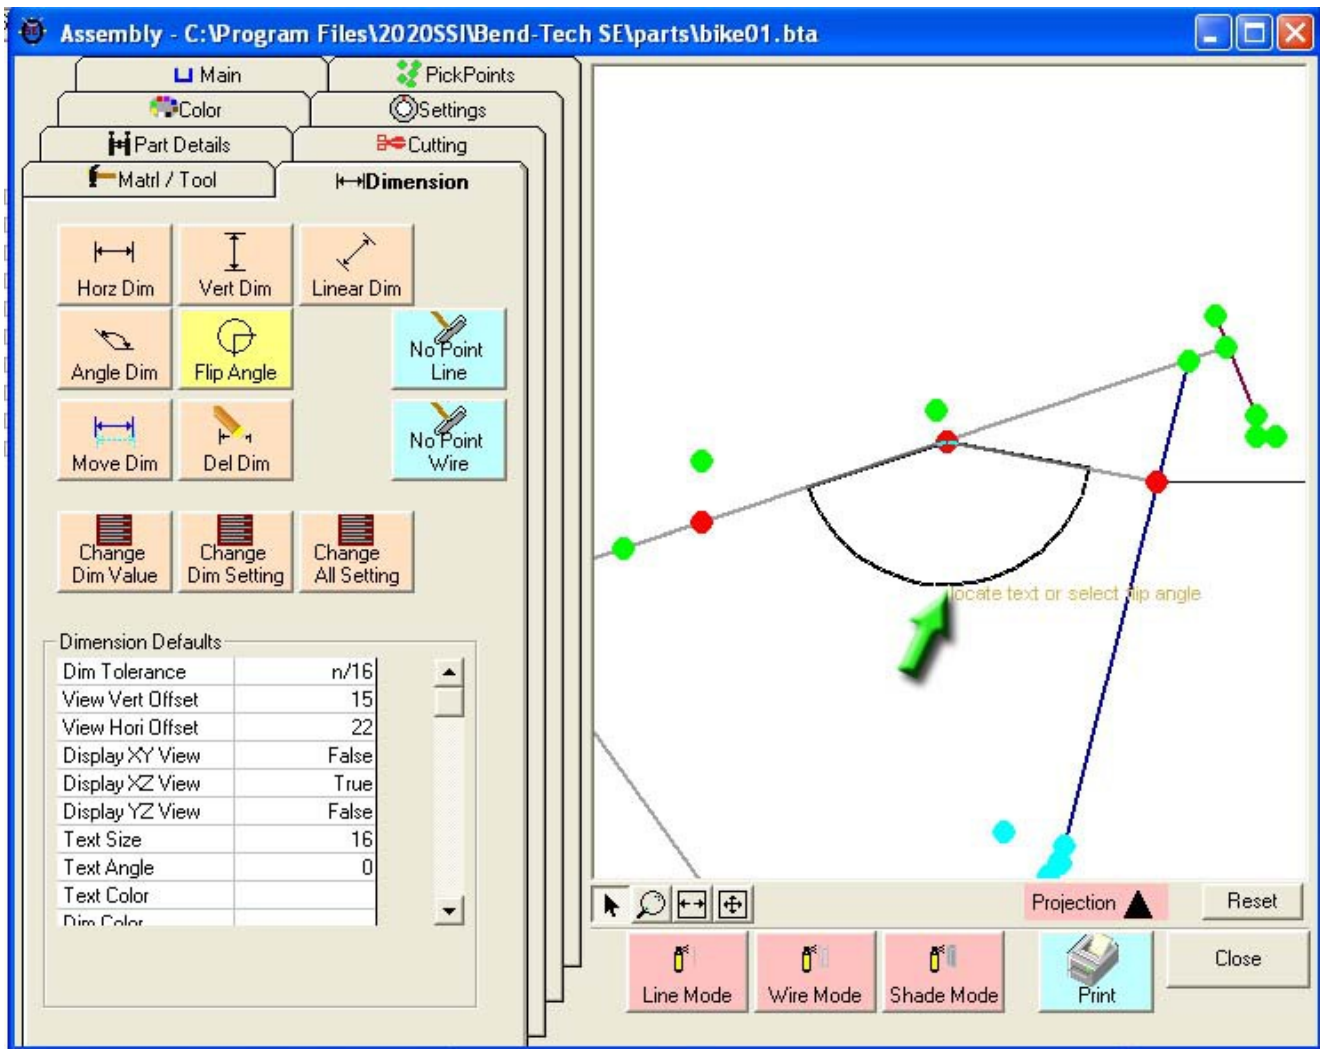 Assembly - C:\Program Files\2020SSI\Bend-Tech SE\parts\bike01.bta
Main
PickPoints
Color
Settings
Part Details
Cutting
Matrl / Tool
Dimension
Horz Dim
Vert Dim
Linear Dim
Angle Dim
Flip Angle
No Point
Line
Move Dim
Del Dim
No Point
Wire
Change
Dim Value
Change
Dim Setting
Change
All Setting
Dimension Defaults
Dim Tolerance n/16
View Vert Offset 15
View Hori Offset 22
Display XY View False
Display XZ View True
Display YZ View False
Text Size 16
Text Angle 0
Text Color
Dim Color
locate text or select flip angle
Projection
Reset
Line Mode
Wire Mode
Shade Mode
Print
Close